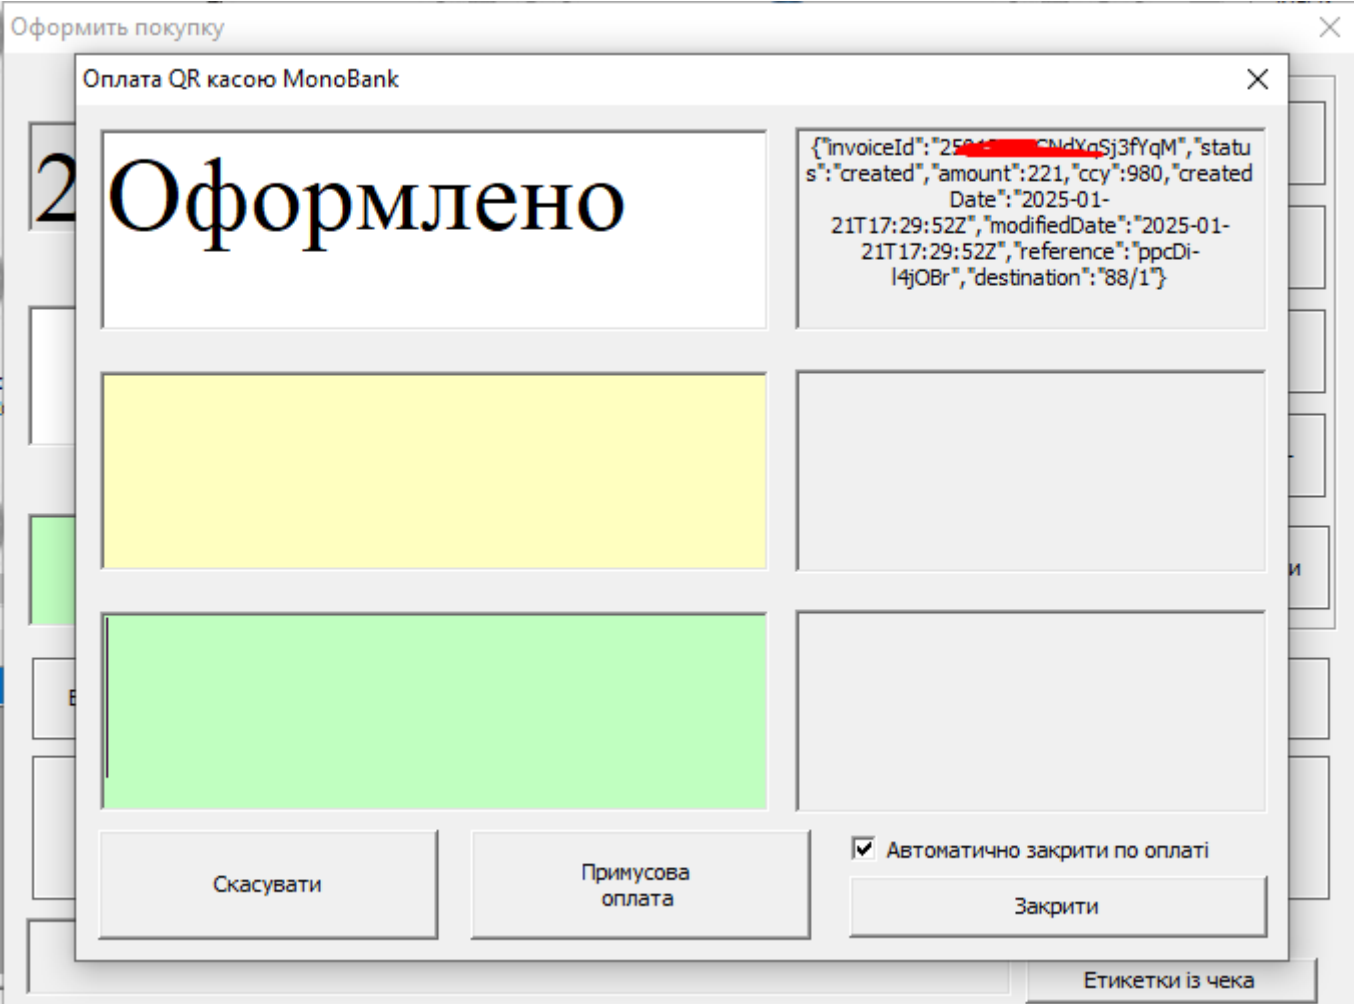 Оформить покупку
Оплата QR касою MonoBank
2
Оформлено
{"invoiceId":"25 CNdXqSj3fYqM","statu
s":"created","amount":221,"ccy":980,"created
Date":"2025-01-
21T17:29:52Z","modifiedDate":"2025-01-
21T17:29:52Z","reference":"ppcDi-
l4jOBr","destination":"88/1"}
и
Скасувати
Примусова
оплата
Автоматично закрити по оплаті
Закрити
Етикетки із чека